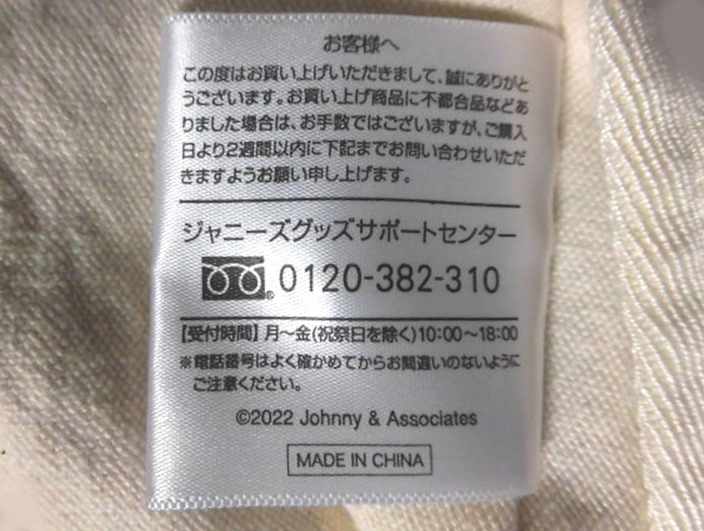 お客様へ
この度はお買い上げいただきまして、誠にありがと
うございます。お買い上げ商品に不都合品などあ
りました場合は、お手数ではございますが、ご購入
日より2週間以内に下記までお問い合わせいただ
きますようお願い申し上げます。
ジャニーズグッズサポートセンター
0120-382-310
【受付時間】月～金(祝祭日を除く)10:00～18:00
※電話番号はよく確かめてからお間違いのないように
ご注意ください。
©2022 Johnny & Associates
MADE IN CHINA